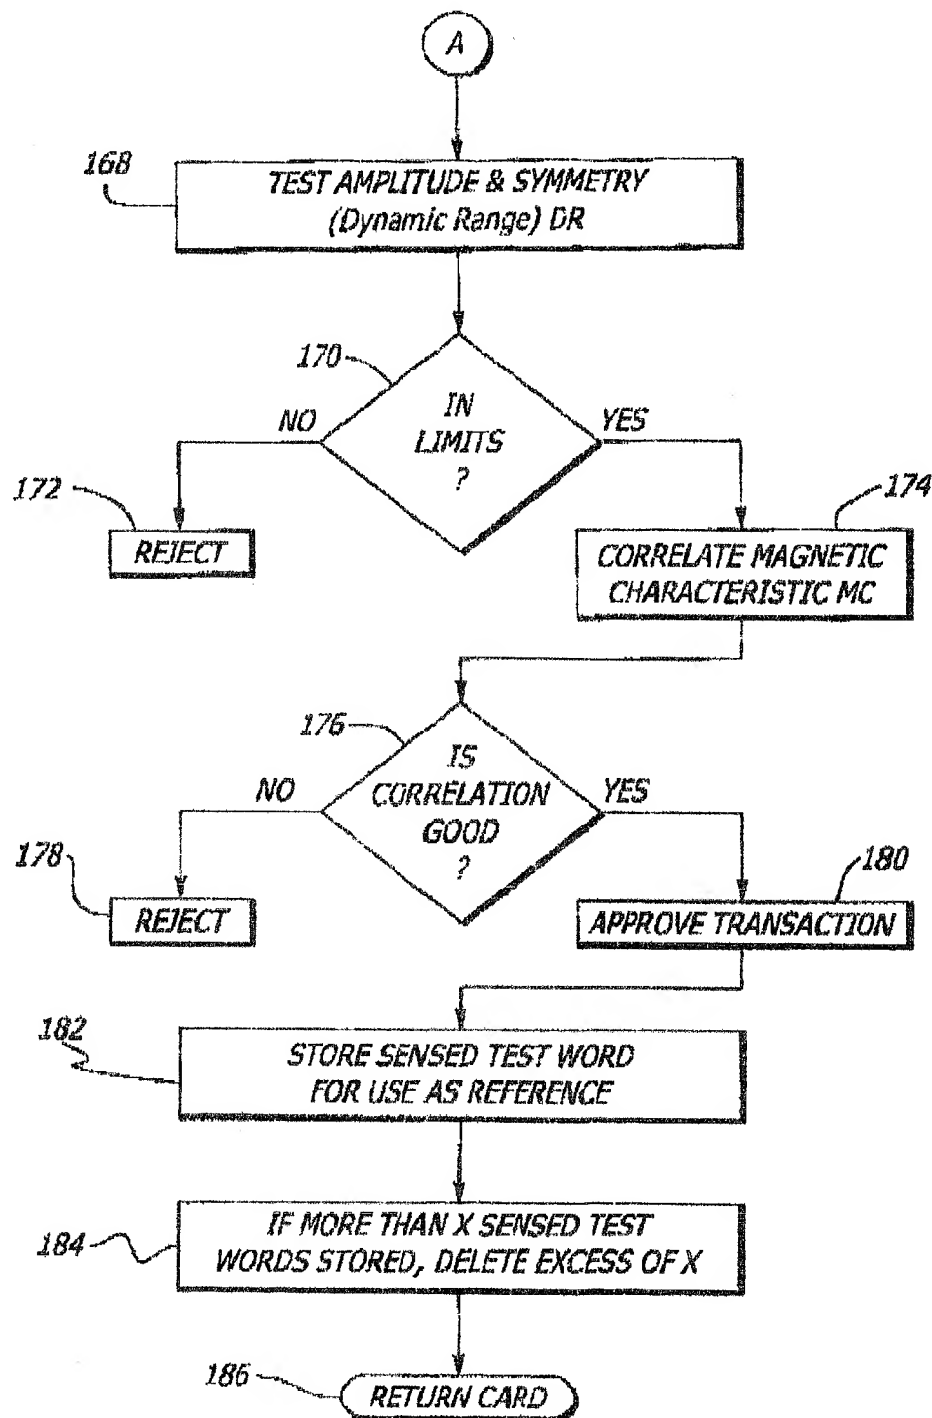 A
168
TEST AMPLITUDE & SYMMETRY
(Dynamic Range) DR
170
IN
LIMITS
?
NO
YES
172
REJECT
174
CORRELATE MAGNETIC
CHARACTERISTIC MC
176
IS
CORRELATION
GOOD
?
NO
YES
178
REJECT
180
APPROVE TRANSACTION
182
STORE SENSED TEST WORD
FOR USE AS REFERENCE
184
IF MORE THAN X SENSED TEST
WORDS STORED, DELETE EXCESS OF X
186
RETURN CARD